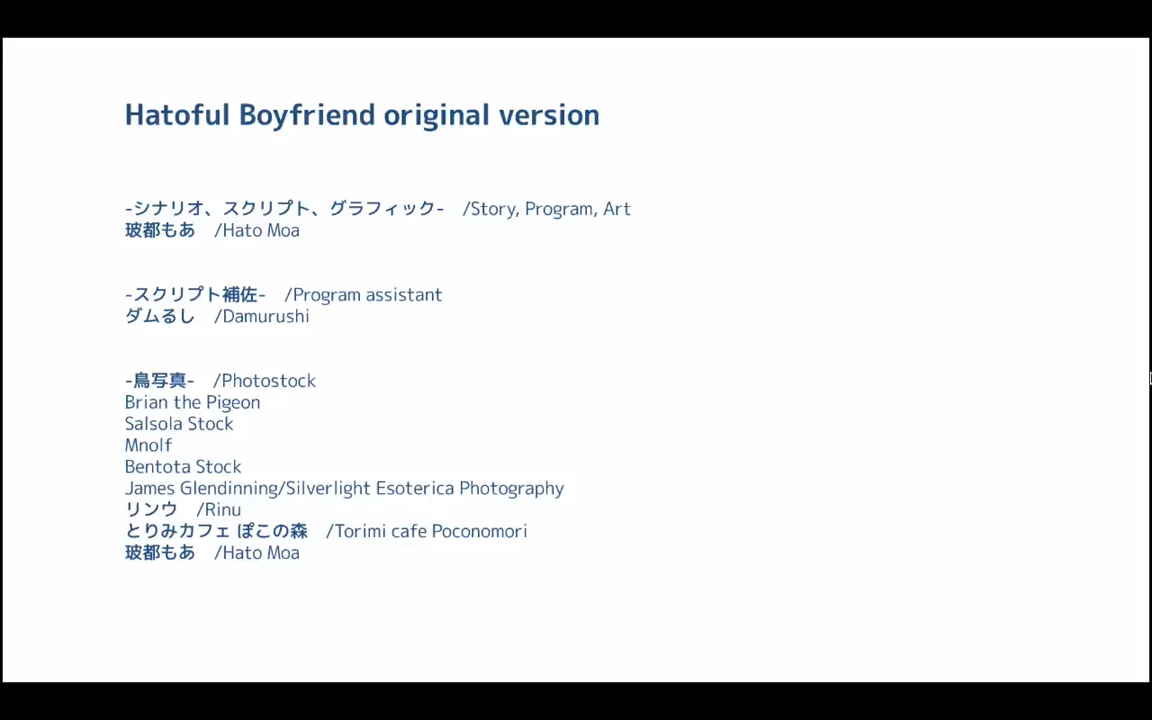 Hatoful Boyfriend original version
-シナリオ、スクリプト、グラフィック- /Story, Program, Art
玻都もあ /Hato Moa
-スクリプト補佐- /Program assistant
ダムるし /Damurushi
-鳥写真- /Photostock
Brian the Pigeon
Salsola Stock
Mnolf
Bentota Stock
James Glendinning/Silverlight Esoterica Photography
リンウ /Rinu
とりみカフェ ぽこの森 /Torimi cafe Poconomori
玻都もあ /Hato Moa